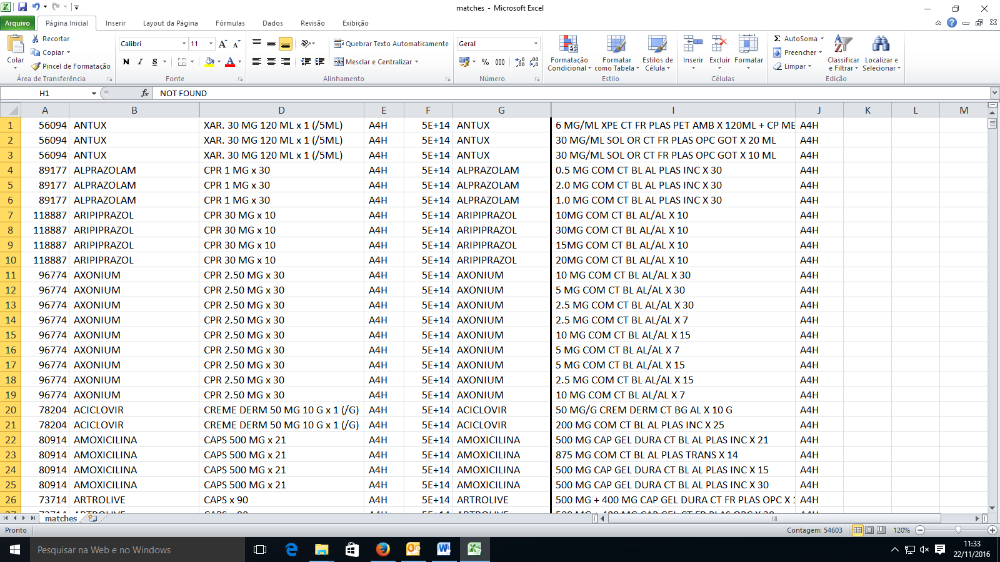 matches - Microsoft Excel
Arquivo Página Inicial Inserir Layout da Página Fórmulas Dados Revisão Exibição
Colar
Recortar
Copiar
Pincel de Formatação
Área de Transferência
Calibri 11
N I S
Fonte
Quebrar Texto Automaticamente
Mesclar e Centralizar
Alinhamento
Geral
% 000
Número
Formatação Condicional
Formatar como Tabela
Estilos de Célula
Estilo
Inserir Excluir Formatar
Células
Σ AutoSoma
Preencher
Limpar
Classificar e Filtrar
Localizar e Selecionar
Edição
H1 fx NOT FOUND
A B D E F G I J K L M
1 56094 ANTUX XAR. 30 MG 120 ML x 1 (/5ML) A4H 5E+14 ANTUX 6 MG/ML XPE CT FR PLAS PET AMB X 120ML + CP ME A4H
2 56094 ANTUX XAR. 30 MG 120 ML x 1 (/5ML) A4H 5E+14 ANTUX 30 MG/ML SOL OR CT FR PLAS OPC GOT X 20 ML A4H
3 56094 ANTUX XAR. 30 MG 120 ML x 1 (/5ML) A4H 5E+14 ANTUX 30 MG/ML SOL OR CT FR PLAS OPC GOT X 10 ML A4H
4 89177 ALPRAZOLAM CPR 1 MG x 30 A4H 5E+14 ALPRAZOLAM 0.5 MG COM CT BL AL PLAS INC X 30 A4H
5 89177 ALPRAZOLAM CPR 1 MG x 30 A4H 5E+14 ALPRAZOLAM 2.0 MG COM CT BL AL PLAS INC X 30 A4H
6 89177 ALPRAZOLAM CPR 1 MG x 30 A4H 5E+14 ALPRAZOLAM 1.0 MG COM CT BL AL PLAS INC X 30 A4H
7 118887 ARIPIPRAZOL CPR 30 MG x 10 A4H 5E+14 ARIPIPRAZOL 10MG COM CT BL AL/AL X 10 A4H
8 118887 ARIPIPRAZOL CPR 30 MG x 10 A4H 5E+14 ARIPIPRAZOL 30MG COM CT BL AL/AL X 10 A4H
9 118887 ARIPIPRAZOL CPR 30 MG x 10 A4H 5E+14 ARIPIPRAZOL 15MG COM CT BL AL/AL X 10 A4H
10 118887 ARIPIPRAZOL CPR 30 MG x 10 A4H 5E+14 ARIPIPRAZOL 20MG COM CT BL AL/AL X 10 A4H
11 96774 AXONIUM CPR 2.50 MG x 30 A4H 5E+14 AXONIUM 10 MG COM CT BL AL/AL X 30 A4H
12 96774 AXONIUM CPR 2.50 MG x 30 A4H 5E+14 AXONIUM 5 MG COM CT BL AL/AL X 30 A4H
13 96774 AXONIUM CPR 2.50 MG x 30 A4H 5E+14 AXONIUM 2.5 MG COM CT BL AL/AL X 30 A4H
14 96774 AXONIUM CPR 2.50 MG x 30 A4H 5E+14 AXONIUM 2.5 MG COM CT BL AL/AL X 7 A4H
15 96774 AXONIUM CPR 2.50 MG x 30 A4H 5E+14 AXONIUM 10 MG COM CT BL AL/AL X 15 A4H
16 96774 AXONIUM CPR 2.50 MG x 30 A4H 5E+14 AXONIUM 5 MG COM CT BL AL/AL X 7 A4H
17 96774 AXONIUM CPR 2.50 MG x 30 A4H 5E+14 AXONIUM 5 MG COM CT BL AL/AL X 15 A4H
18 96774 AXONIUM CPR 2.50 MG x 30 A4H 5E+14 AXONIUM 2.5 MG COM CT BL AL/AL X 15 A4H
19 96774 AXONIUM CPR 2.50 MG x 30 A4H 5E+14 AXONIUM 10 MG COM CT BL AL/AL X 7 A4H
20 78204 ACICLOVIR CREME DERM 50 MG 10 G x 1 (/G) A4H 5E+14 ACICLOVIR 50 MG/G CREM DERM CT BG AL X 10 G A4H
21 78204 ACICLOVIR CREME DERM 50 MG 10 G x 1 (/G) A4H 5E+14 ACICLOVIR 200 MG COM CT BL AL PLAS INC X 25 A4H
22 80914 AMOXICILINA CAPS 500 MG x 21 A4H 5E+14 AMOXICILINA 500 MG CAP GEL DURA CT BL AL PLAS INC X 21 A4H
23 80914 AMOXICILINA CAPS 500 MG x 21 A4H 5E+14 AMOXICILINA 875 MG COM CT BL AL PLAS TRANS X 14 A4H
24 80914 AMOXICILINA CAPS 500 MG x 21 A4H 5E+14 AMOXICILINA 500 MG CAP GEL DURA CT BL AL PLAS INC X 15 A4H
25 80914 AMOXICILINA CAPS 500 MG x 21 A4H 5E+14 AMOXICILINA 500 MG CAP GEL DURA CT BL AL PLAS INC X 30 A4H
26 73714 ARTROLIVE CAPS x 90 A4H 5E+14 ARTROLIVE 500 MG + 400 MG CAP GEL DURA CT FR PLAS OPC X A4H
matches
Pronto Contagem: 54603 120%
Pesquisar na Web e no Windows
11:33
22/11/2016